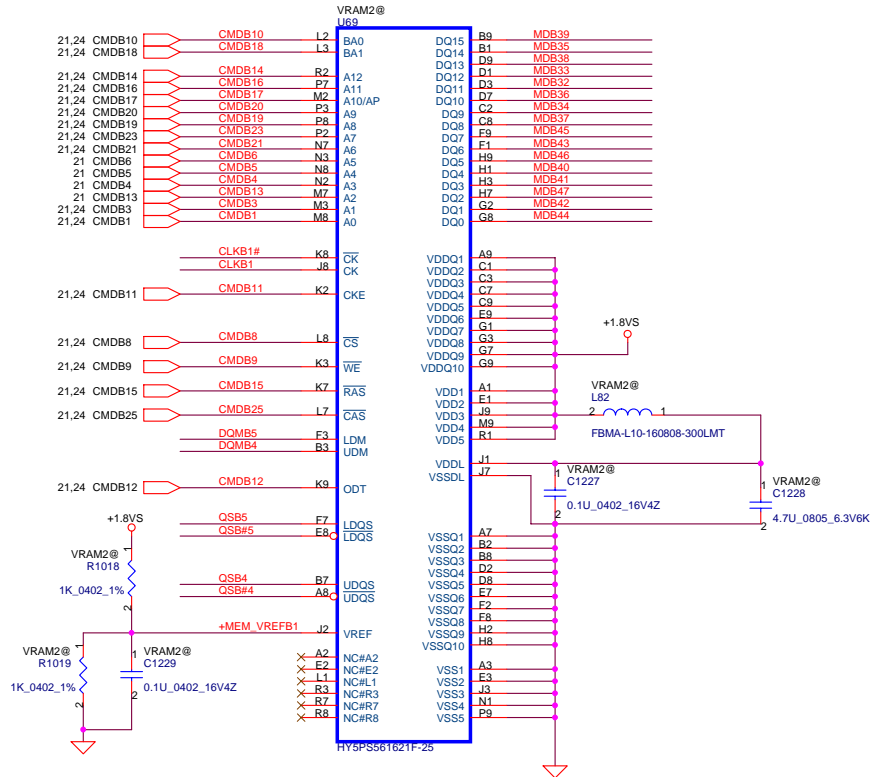 VRAM2@
U69
21,24 CMDB10 CMDB10 L2 BA0 DQ15 B9 MDB39
21,24 CMDB18 CMDB18 L3 BA1 DQ14 B1 MDB35
DQ13 D9 MDB38
21,24 CMDB14 CMDB14 R2 A12 DQ12 D1 MDB33
21,24 CMDB16 CMDB16 P7 A11 DQ11 D3 MDB32
21,24 CMDB17 CMDB17 M2 A10/AP DQ10 D7 MDB36
21,24 CMDB20 CMDB20 P3 A9 DQ9 C2 MDB34
21,24 CMDB19 CMDB19 P8 A8 DQ8 C8 MDB37
21,24 CMDB23 CMDB23 P2 A7 DQ7 F9 MDB45
21,24 CMDB21 CMDB21 N7 A6 DQ6 F1 MDB43
21 CMDB6 CMDB6 N3 A5 DQ5 H9 MDB46
21 CMDB5 CMDB5 N8 A4 DQ4 H1 MDB40
21 CMDB4 CMDB4 N2 A3 DQ3 H3 MDB41
21 CMDB13 CMDB13 M7 A2 DQ2 H7 MDB47
21,24 CMDB3 CMDB3 M3 A1 DQ1 G2 MDB42
21,24 CMDB1 CMDB1 M8 A0 DQ0 G8 MDB44
CLKB1# K8 CK VDDQ1 A9
CLKB1 J8 CK VDDQ2 C1
VDDQ3 C3
21,24 CMDB11 CMDB11 K2 CKE VDDQ4 C7
VDDQ5 C9
VDDQ6 E9
VDDQ7 G1
21,24 CMDB8 CMDB8 L8 CS VDDQ8 G3
VDDQ9 G7 +1.8VS
21,24 CMDB9 CMDB9 K3 WE VDDQ10 G9
21,24 CMDB15 CMDB15 K7 RAS VDD1 A1
VDD2 E1
21,24 CMDB25 CMDB25 L7 CAS VDD3 J9
VDD4 M9
VDD5 R1
VRAM2@
L82
2 1
FBMA-L10-160808-300LMT
DQMB5 F3 LDM
DQMB4 B3 UDM
VDDL J1
VSSDL J7
21,24 CMDB12 CMDB12 K9 ODT
1 VRAM2@
C1227
0.1U_0402_16V4Z
2
VRAM2@
1 C1228
4.7U_0805_6.3V6K
2
QSB5 F7 LDQS
QSB#5 E8 LDQS
QSB4 B7 UDQS
QSB#4 A8 UDQS
VSSQ1 A7
VSSQ2 B2
VSSQ3 B8
VSSQ4 D2
VSSQ5 D8
VSSQ6 E7
VSSQ7 F2
VSSQ8 F8
VSSQ9 H2
VSSQ10 H8
+1.8VS
VRAM2@ 1
R1018
1K_0402_1%
2
+MEM_VREFB1 J2 VREF
VRAM2@ 1
R1019
1K_0402_1%
2
1 VRAM2@
C1229
0.1U_0402_16V4Z
2
A2 NC#A2
E2 NC#E2
L1 NC#L1
R3 NC#R3
R7 NC#R7
R8 NC#R8
VSS1 A3
VSS2 E3
VSS3 J3
VSS4 N1
VSS5 P9
HY5PS561621F-25